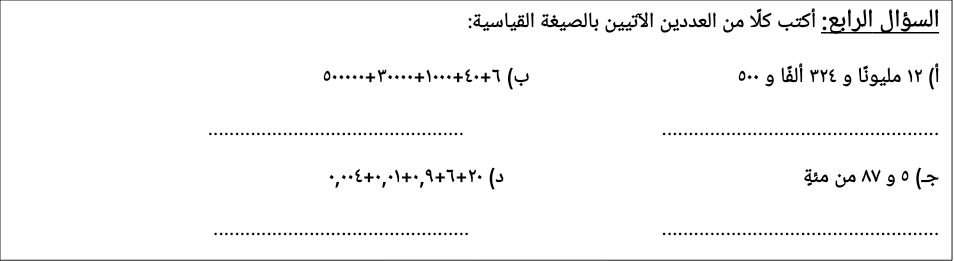 السؤال الرابع: أكتب كلًا من العددين الآتيين بالصيغة القياسية:
أ) ١٢ مليونًا و ٣٢٤ ألفًا و ٥٠٠ ب) ٦+٤٠+١٠٠٠+٣٠٠٠٠+٥٠٠٠٠٠
.................................................... ................................................
جـ) ٥ و ٨٧ من مئةٍ د) ٢٠+٦+٠,٩+٠,٠١+٠,٠٠٤
.................................................... ................................................